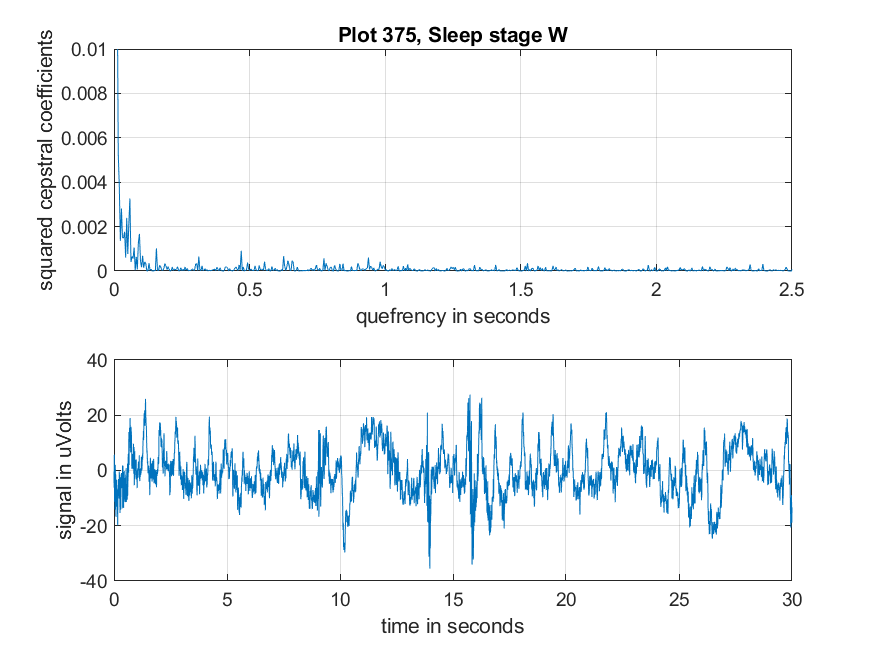 Plot 375, Sleep stage W
squared cepstral coefficients
0.01
0.008
0.006
0.004
0.002
0
0 0.5 1 1.5 2 2.5
quefrency in seconds
signal in uVolts
40
20
0
-20
-40
0 5 10 15 20 25 30
time in seconds